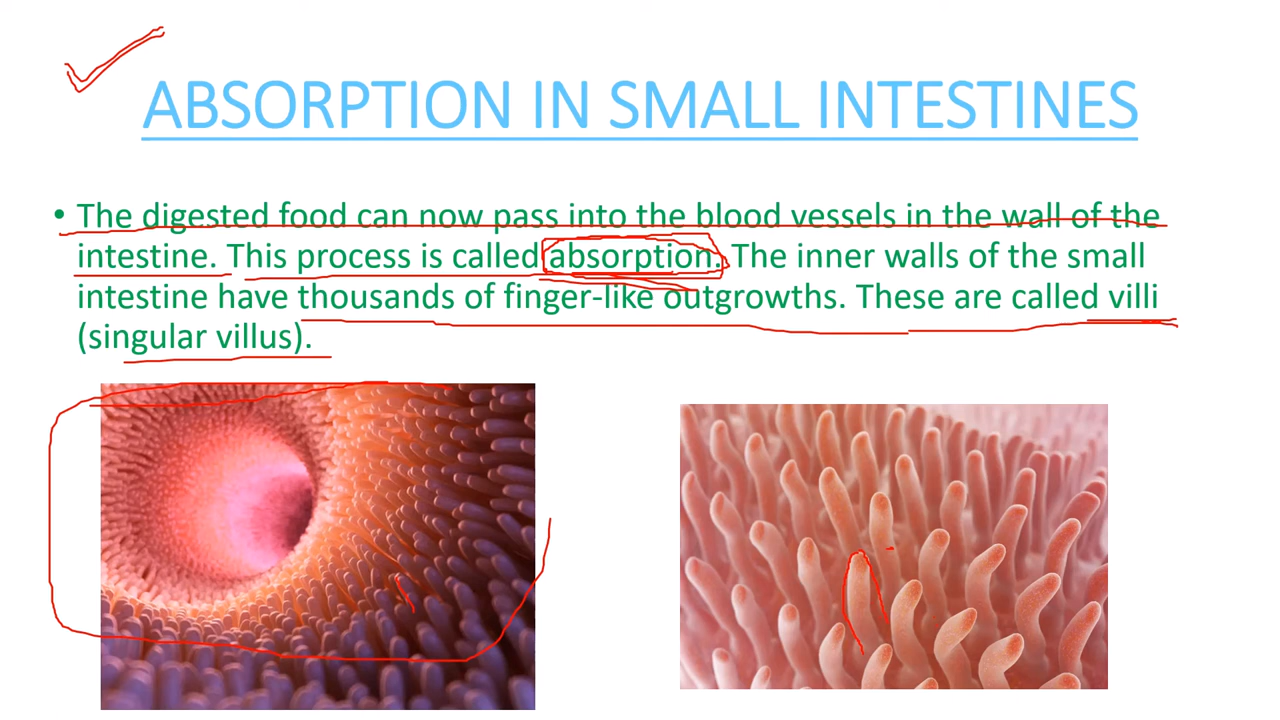 ABSORPTION IN SMALL INTESTINES
• The digested food can now pass into the blood vessels in the wall of the
intestine. This process is called absorption. The inner walls of the small
intestine have thousands of finger-like outgrowths. These are called villi
(singular villus).